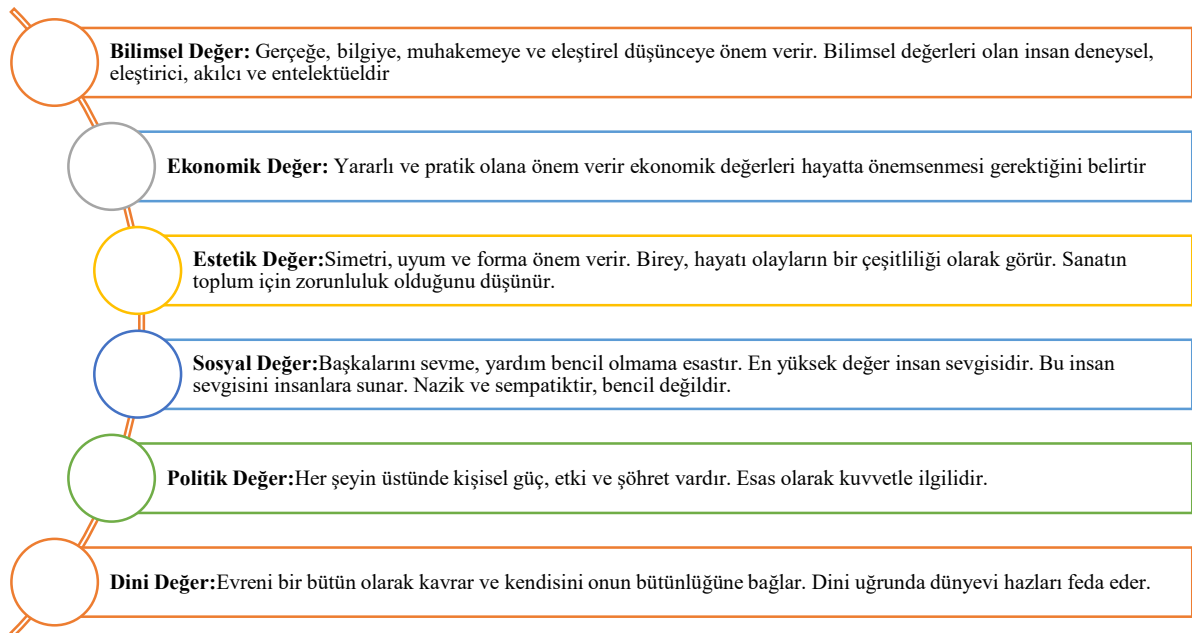 Bilimsel Değer: Gerçeğe, bilgiye, muhakemeye ve eleştirel düşünceye önem verir. Bilimsel değerleri olan insan deneysel,
eleştirici, akılcı ve entelektüeldir
Ekonomik Değer: Yararlı ve pratik olana önem verir ekonomik değerleri hayatta önemsenmesi gerektiğini belirtir
Estetik Değer:Simetri, uyum ve forma önem verir. Birey, hayatı olayların bir çeşitliliği olarak görür. Sanatın
toplum için zorunluluk olduğunu düşünür.
Sosyal Değer:Başkalarını sevme, yardım bencil olmama esastır. En yüksek değer insan sevgisidir. Bu insan
sevgisini insanlara sunar. Nazik ve sempatiktir, bencil değildir.
Politik Değer:Her şeyin üstünde kişisel güç, etki ve şöhret vardır. Esas olarak kuvvetle ilgilidir.
Dini Değer:Evreni bir bütün olarak kavrar ve kendisini onun bütünlüğüne bağlar. Dini uğrunda dünyevi hazları feda eder.